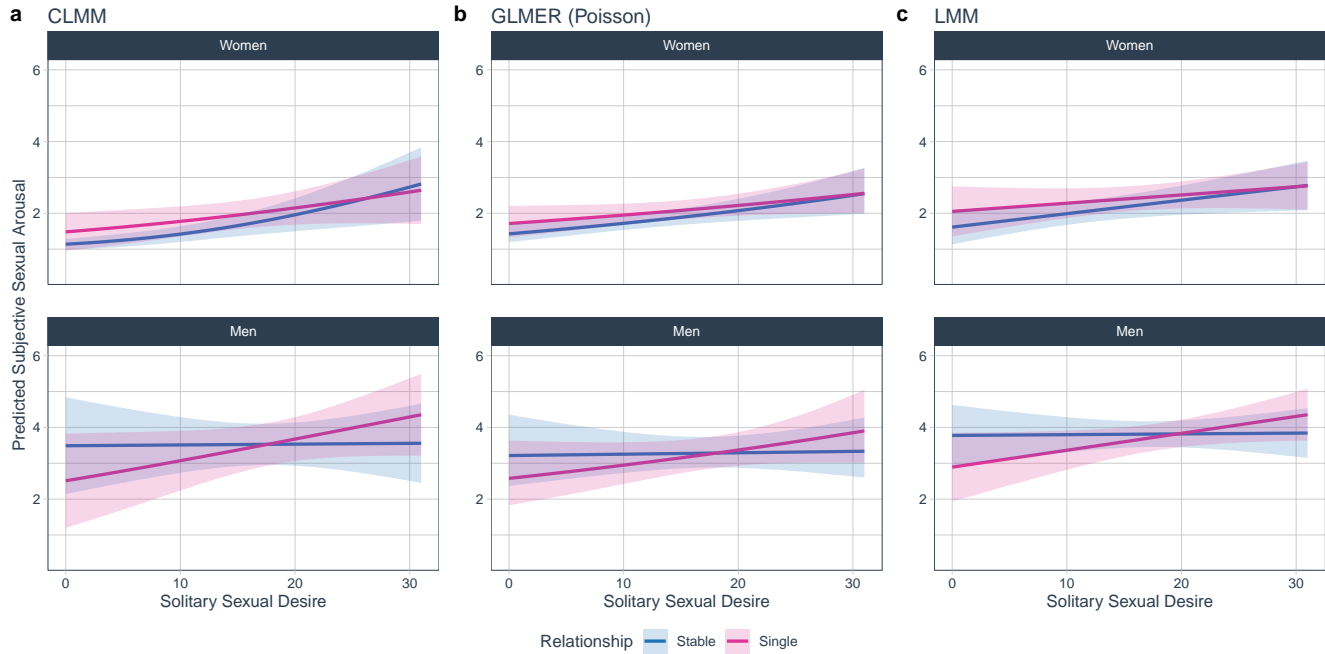 a CLMM
Women
6
4
2
Men
6
4
2
0 10 20 30
Solitary Sexual Desire
Predicted Subjective Sexual Arousal
b GLMER (Poisson)
Women
6
4
2
Men
6
4
2
0 10 20 30
Solitary Sexual Desire
c LMM
Women
6
4
2
Men
6
4
2
0 10 20 30
Solitary Sexual Desire
Relationship Stable Single